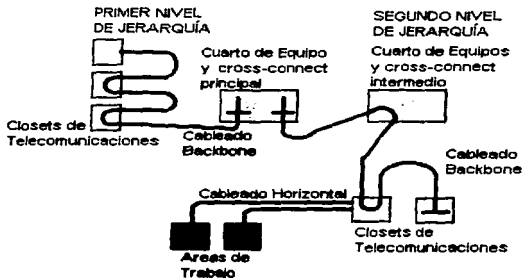 PRIMER NIVEL
DE JERARQUÍA
Cuarto de Equipo
y cross-connect
principal
SEGUNDO NIVEL
DE JERARQUÍA
Cuarto de Equipos
y cross-connect
intermedio
Closets de
Telecomunicaciones
Cableado
Backbone
Cableado
Backbone
Cableado Horizontal
Closets de
Telecomunicaciones
Areas de
Trabajo